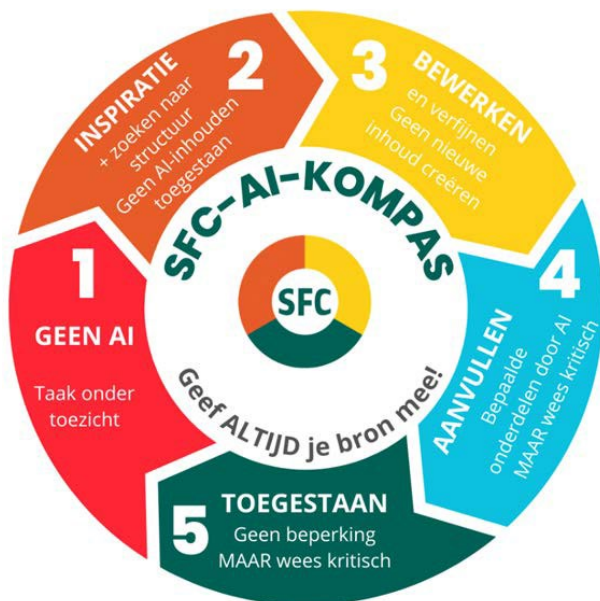 SFC-AI-KOMPAS
SFC
Geef ALTIJD je bron mee!
1
GEEN AI
Taak onder
toezicht
2
INSPIRATIE
+ zoeken naar
structuur
Geen AI-inhouden
toegestaan
3
BEWERKEN
en verfijnen
Geen nieuwe
inhoud creëren
4
AANVULLEN
Bepaalde
onderdelen door AI
MAAR wees kritisch
5
TOEGESTAAN
Geen beperking
MAAR wees kritisch